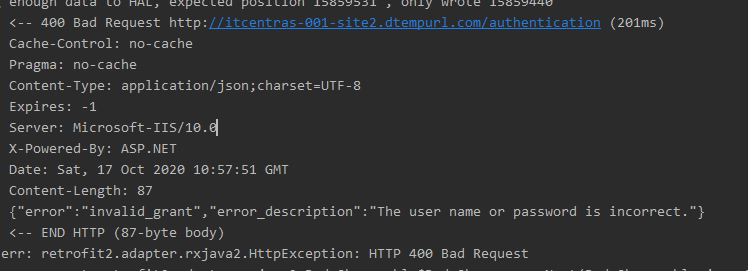 enough data to HAL, expected position 15859531 , only wrote 15859440
<-- 400 Bad Request http://itcentras-001-site2.dtempurl.com/authentication (201ms)
Cache-Control: no-cache
Pragma: no-cache
Content-Type: application/json;charset=UTF-8
Expires: -1
Server: Microsoft-IIS/10.0
X-Powered-By: ASP.NET
Date: Sat, 17 Oct 2020 10:57:51 GMT
Content-Length: 87
{"error":"invalid_grant","error_description":"The user name or password is incorrect."}
<-- END HTTP (87-byte body)
err: retrofit2.adapter.rxjava2.HttpException: HTTP 400 Bad Request